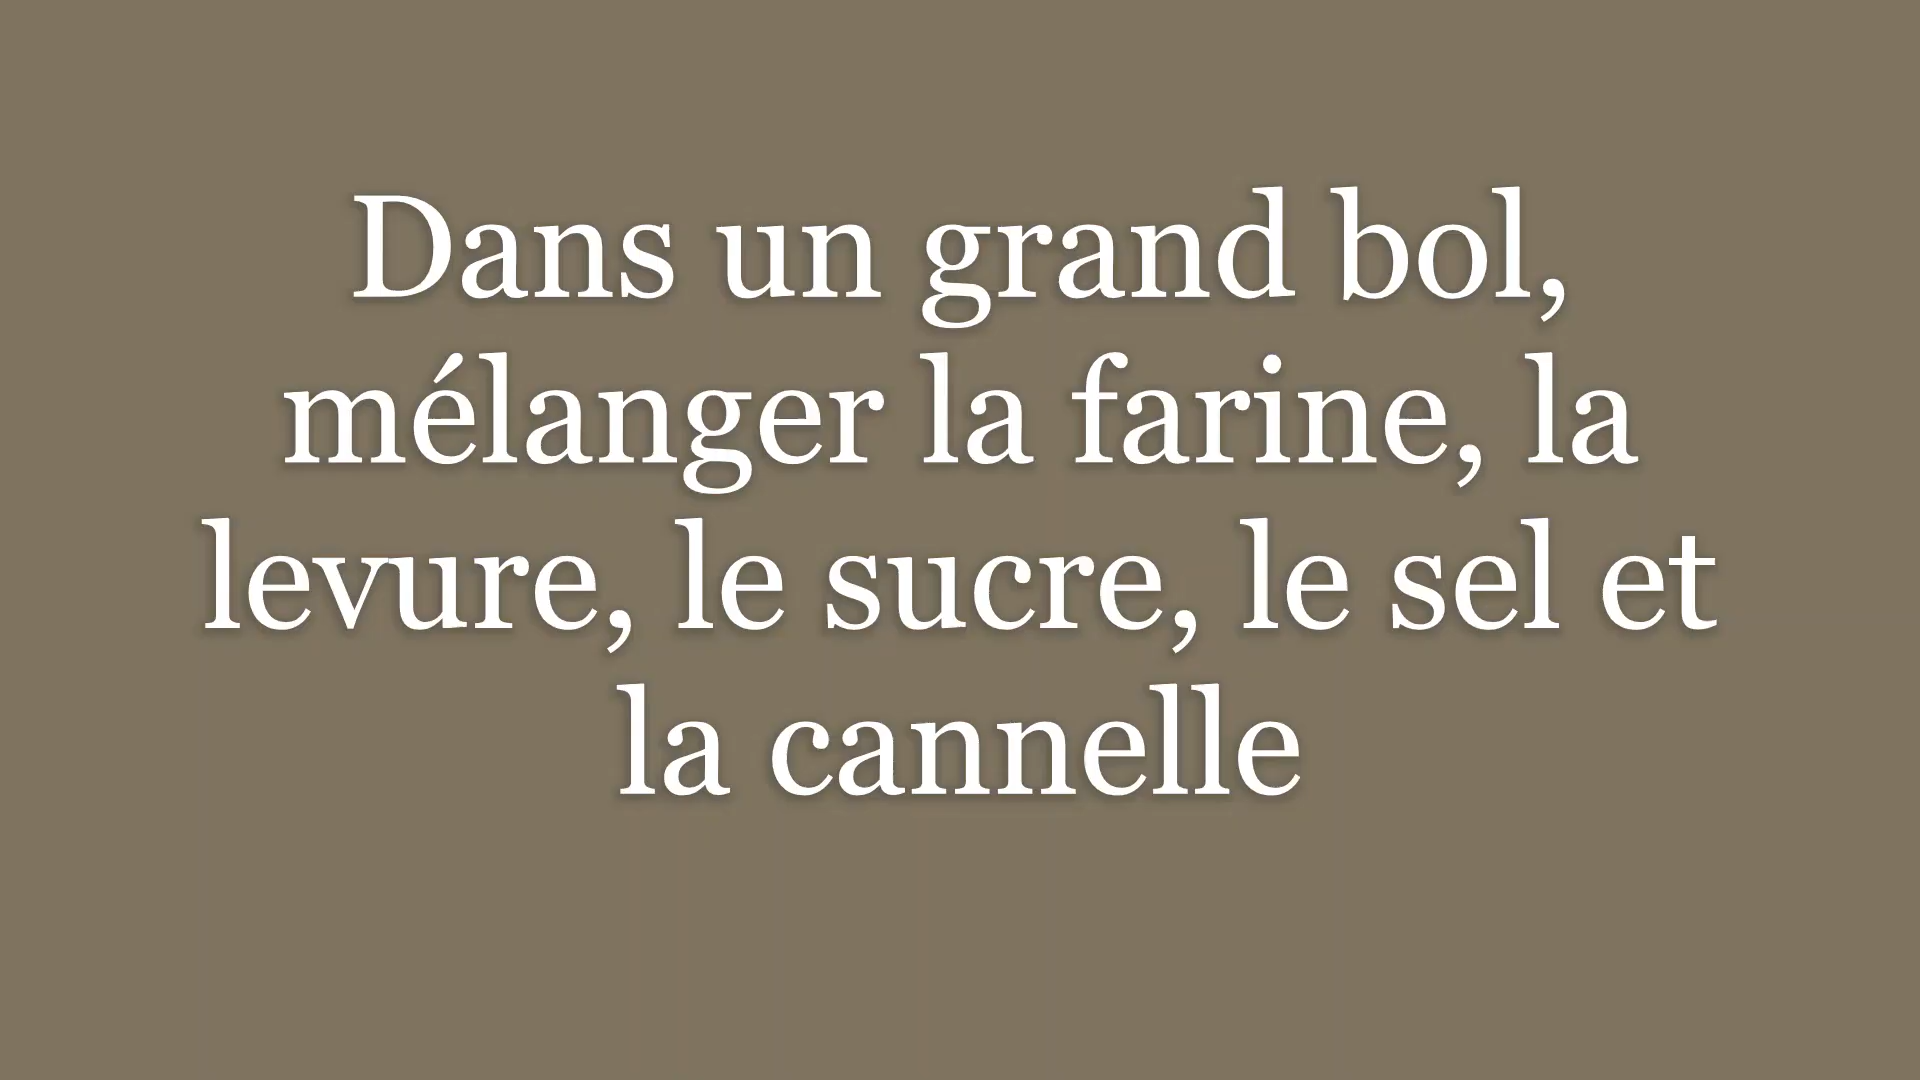 Dans un grand bol,
mélanger la farine, la
levure, le sucre, le sel et
la cannelle